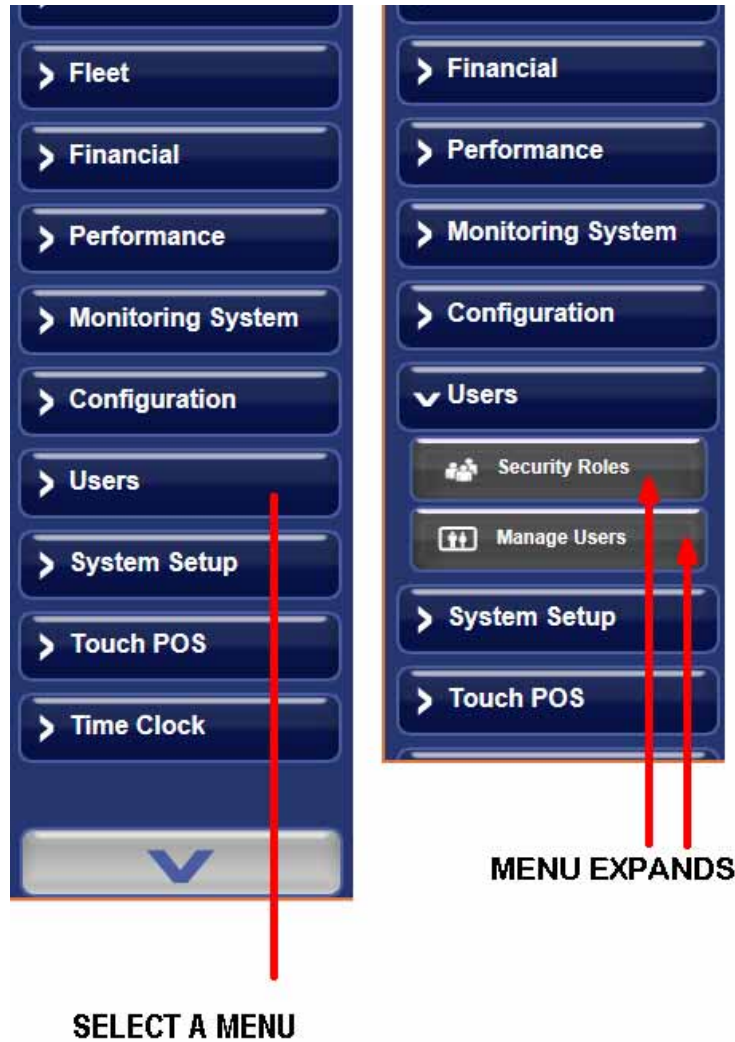 Fleet
Financial
Performance
Monitoring System
Configuration
Users
System Setup
Touch POS
Time Clock
SELECT A MENU
Financial
Performance
Monitoring System
Configuration
Users
Security Roles
Manage Users
System Setup
Touch POS
MENU EXPANDS